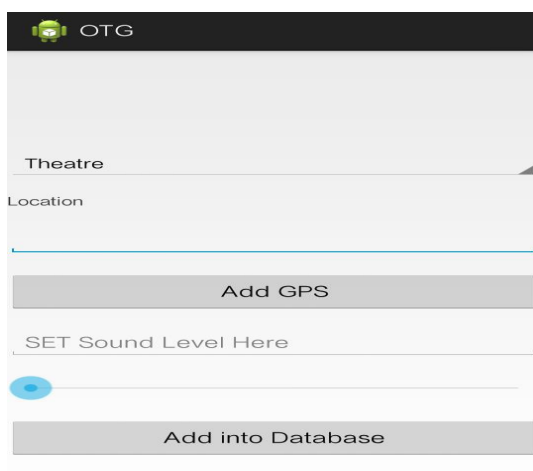 OTG
Theatre
Location
Add GPS
SET Sound Level Here
Add into Database